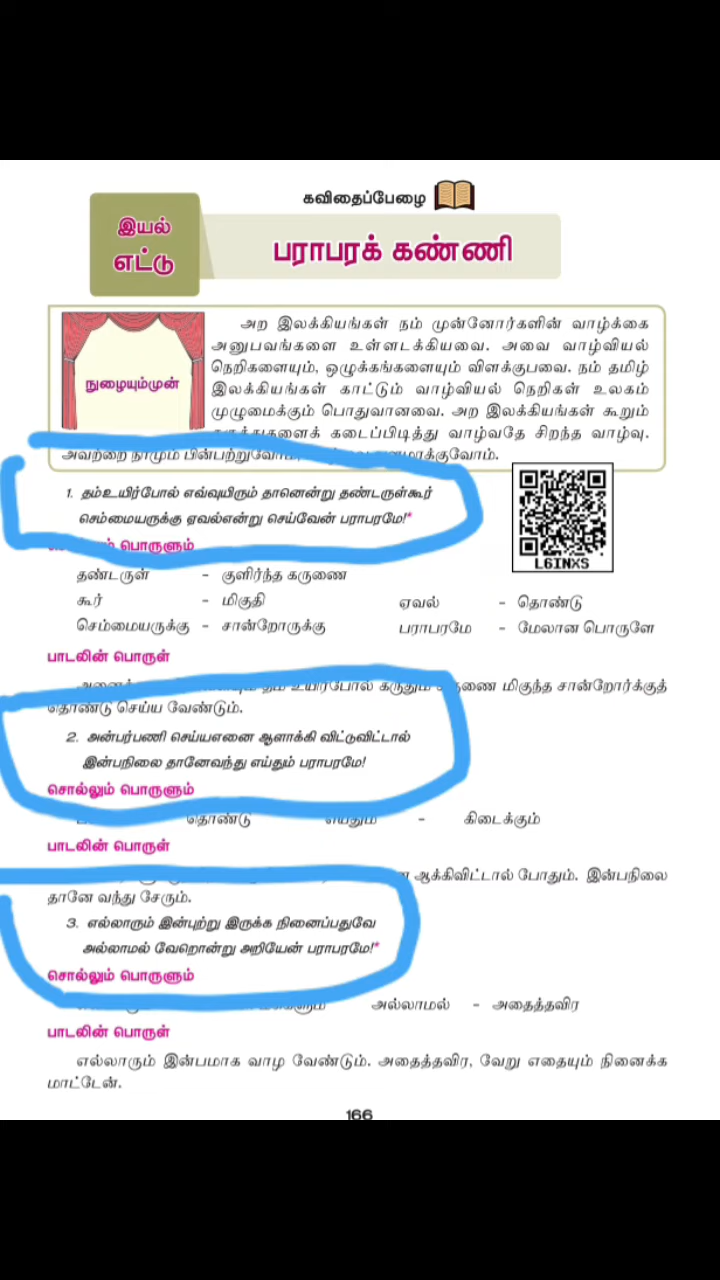 கவிதைப்பேழை
இயல்
எட்டு
பராபரக் கண்ணி
நுழையும்முன்
அற இலக்கியங்கள் நம் முன்னோர்களின் வாழ்க்கை
அனுபவங்களை உள்ளடக்கியவை. அவை வாழ்வியல்
நெறிகளையும், ஒழுக்கங்களையும் விளக்குபவை. நம் தமிழ்
இலக்கியங்கள் காட்டும் வாழ்வியல் நெறிகள் உலகம்
முழுமைக்கும் பொதுவானவை. அற இலக்கியங்கள் கூறும்
கடைப்பிடித்து வாழ்வதே சிறந்த வாழ்வு.
அவற்றை நாமும்
1. தம்உயிர்போல் எவ்வுயிரும் தானென்று தண்டருள்கூர்
செம்மையருக்கு ஏவல்என்று செய்வேன் பராபரமே!*
L6INXS
பொருளும்
தண்டருள் - குளிர்ந்த கருணை
கூர் - மிகுதி ஏவல் - தொண்டு
செம்மையருக்கு - சான்றோருக்கு பராபரமே - மேலான பொருளே
பாடலின் பொருள்
தம் உயிர்போல் கருதும் மிகுந்த சான்றோர்க்குத்
தொண்டு செய்ய வேண்டும்.
2. அன்பர்பணி செய்யஎனை ஆளாக்கி விட்டுவிட்டால்
இன்பநிலை தானேவந்து எய்தும் பராபரமே!
சொல்லும் பொருளும்
தொண்டு எய்தும் - கிடைக்கும்
பாடலின் பொருள்
ஆக்கிவிட்டால் போதும். இன்பநிலை
தானே வந்து சேரும்.
3. எல்லாரும் இன்புற்று இருக்க நினைப்பதுவே
அல்லாமல் வேறொன்று அறியேன் பராபரமே!*
சொல்லும் பொருளும்
அல்லாமல் - அதைத்தவிர
பாடலின் பொருள்
எல்லாரும் இன்பமாக வாழ வேண்டும். அதைத்தவிர, வேறு எதையும் நினைக்க
மாட்டேன்.
166